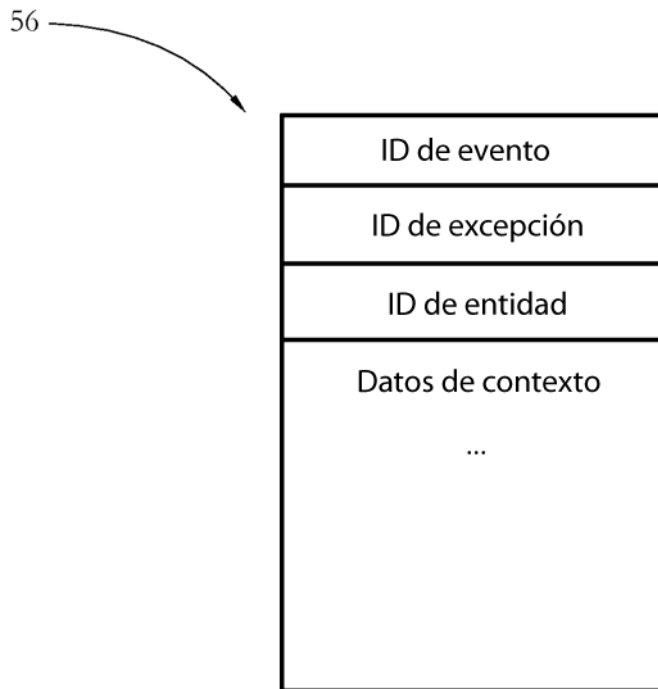 56
ID de evento
ID de excepción
ID de entidad
Datos de contexto
...